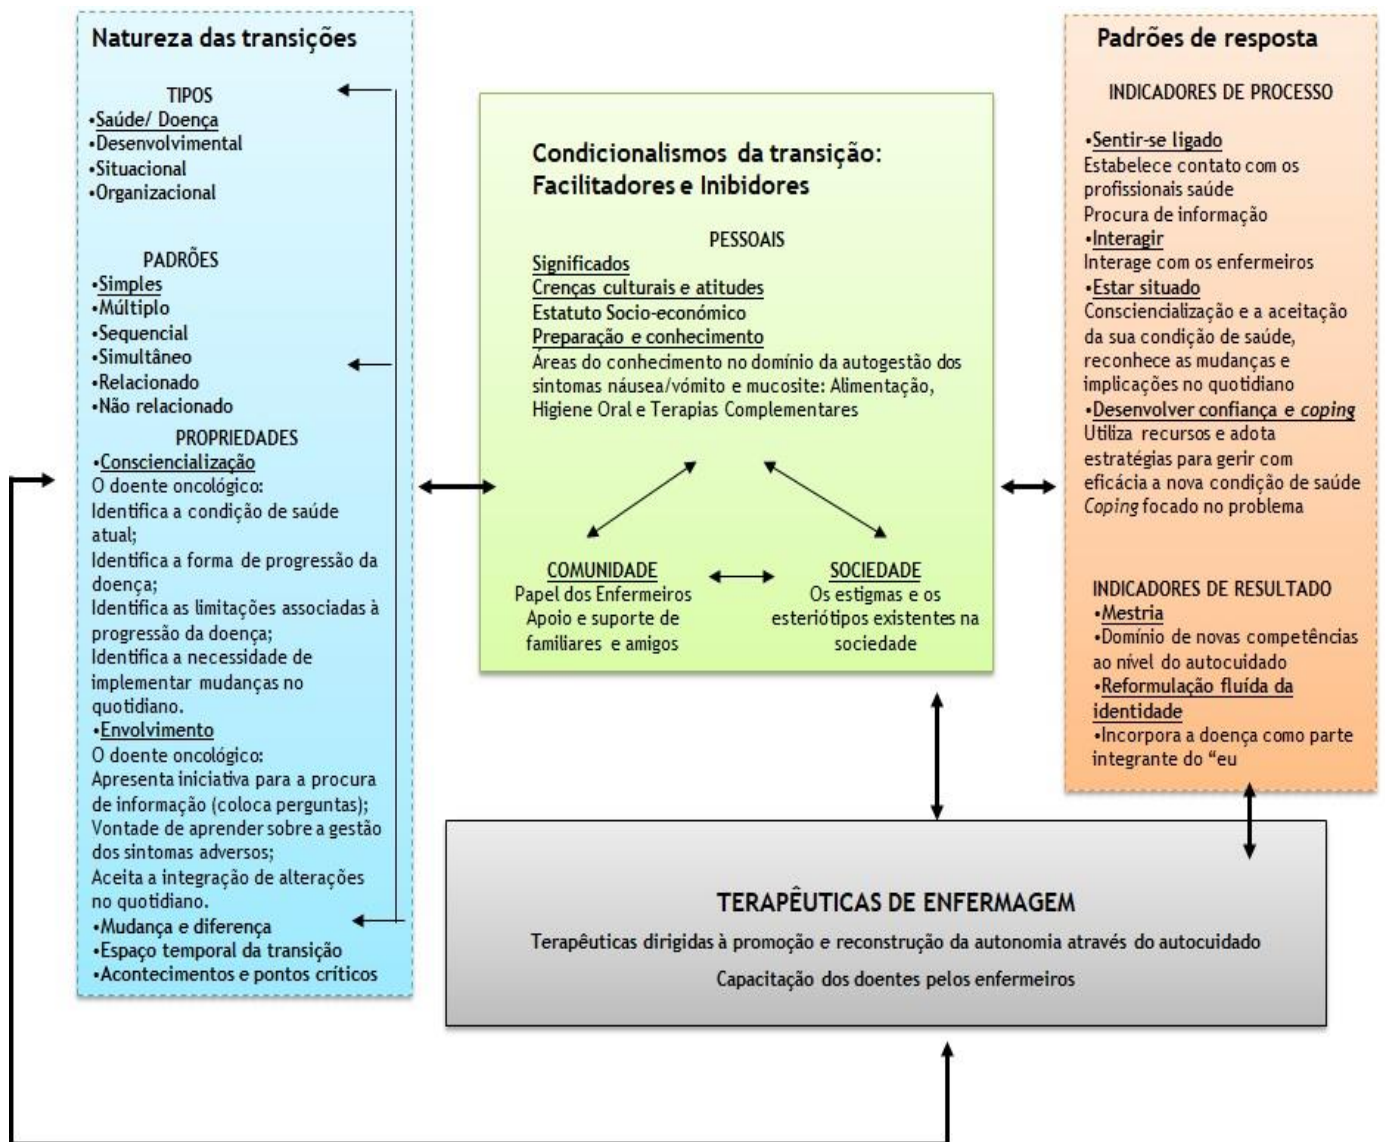 Natureza das transições
TIPOS
•Saúde/ Doença
•Desenvolvimental
•Situacional
•Organizacional
PADRÕES
•Simples
•Múltiplo
•Sequencial
•Simultâneo
•Relacionado
•Não relacionado
PROPRIEDADES
•Consciencialização
O doente oncológico:
Identifica a condição de saúde
atual;
Identifica a forma de progressão da
doença;
Identifica as limitações associadas à
progressão da doença;
Identifica a necessidade de
implementar mudanças no
quotidiano.
•Envolvimento
O doente oncológico:
Apresenta iniciativa para a procura
de informação (coloca perguntas);
Vontade de aprender sobre a gestão
dos sintomas adversos;
Aceita a integração de alterações
no quotidiano.
•Mudança e diferença
•Espaço temporal da transição
•Acontecimentos e pontos críticos
Condicionalismos da transição:
Facilitadores e Inibidores
PESSOAIS
Significados
Crenças culturais e atitudes
Estatuto Socio-económico
Preparação e conhecimento
Áreas do conhecimento no domínio da autogestão dos
sintomas náusea/vómito e mucosite: Alimentação,
Higiene Oral e Terapias Complementares
COMUNIDADE
Papel dos Enfermeiros
Apoio e suporte de
familiares e amigos
SOCIEDADE
Os estigmas e os
esteriótipos existentes na
sociedade
Padrões de resposta
INDICADORES DE PROCESSO
•Sentir-se ligado
Estabelece contato com os
profissionais saúde
Procura de informação
•Interagir
Interage com os enfermeiros
•Estar situado
Consciencialização e a aceitação
da sua condição de saúde,
reconhece as mudanças e
implicações no quotidiano
•Desenvolver confiança e coping
Utiliza recursos e adota
estratégias para gerir com
eficácia a nova condição de saúde
Coping focado no problema
INDICADORES DE RESULTADO
•Mestria
•Domínio de novas competências
ao nível do autocuidado
•Reformulação fluída da
identidade
•Incorpora a doença como parte
integrante do “eu
TERAPÊUTICAS DE ENFERMAGEM
Terapêuticas dirigidas à promoção e reconstrução da autonomia através do autocuidado
Capacitação dos doentes pelos enfermeiros